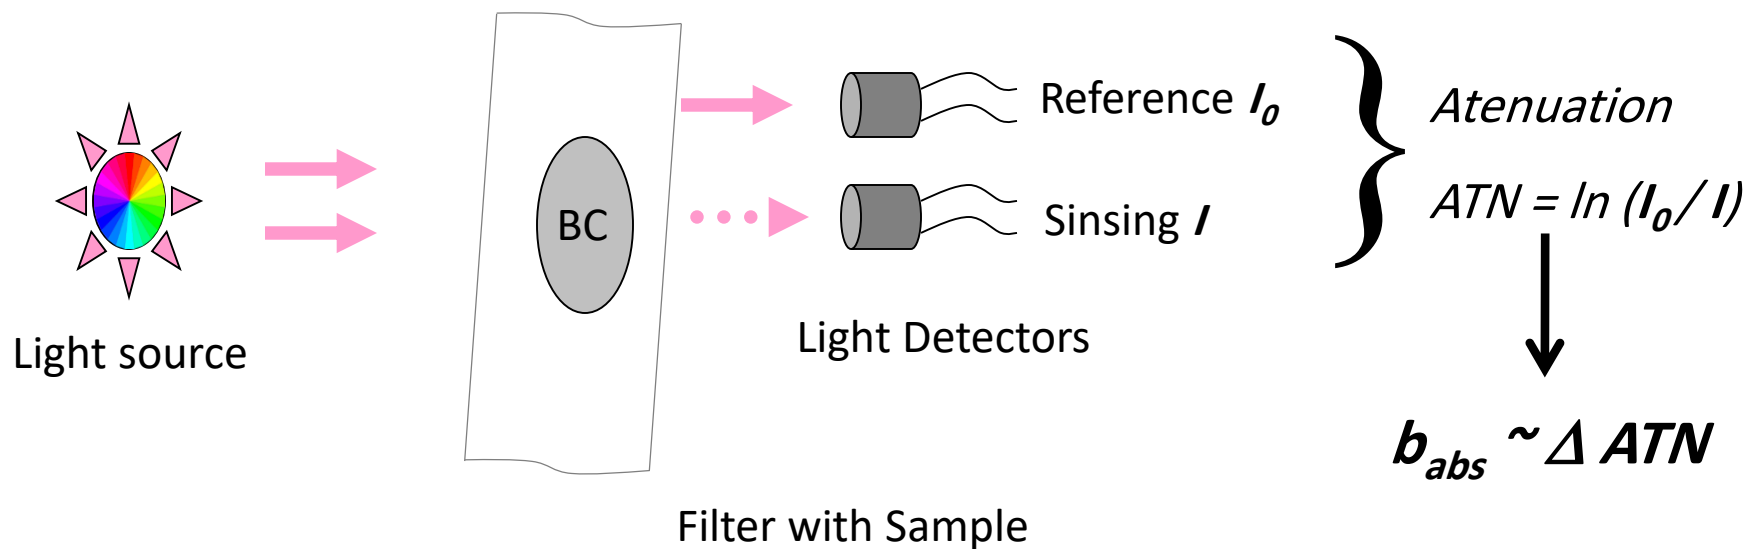 Light source
BC
Filter with Sample
Reference I0
Sinsing I
Light Detectors
Atenuation
ATN = ln (I0/ I)
babs ~ Δ ATN